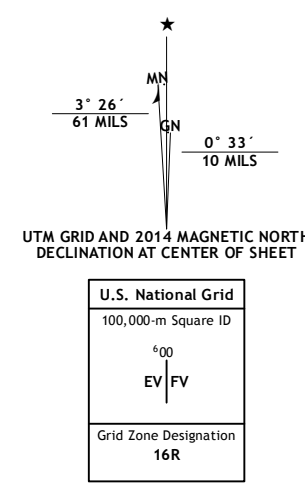 ★
MN
3° 26´
61 MILS
GN
0° 33´
10 MILS
UTM GRID AND 2014 MAGNETIC NORTH
DECLINATION AT CENTER OF SHEET
U.S. National Grid
100,000-m Square ID
⁶00
EV FV
Grid Zone Designation
16R